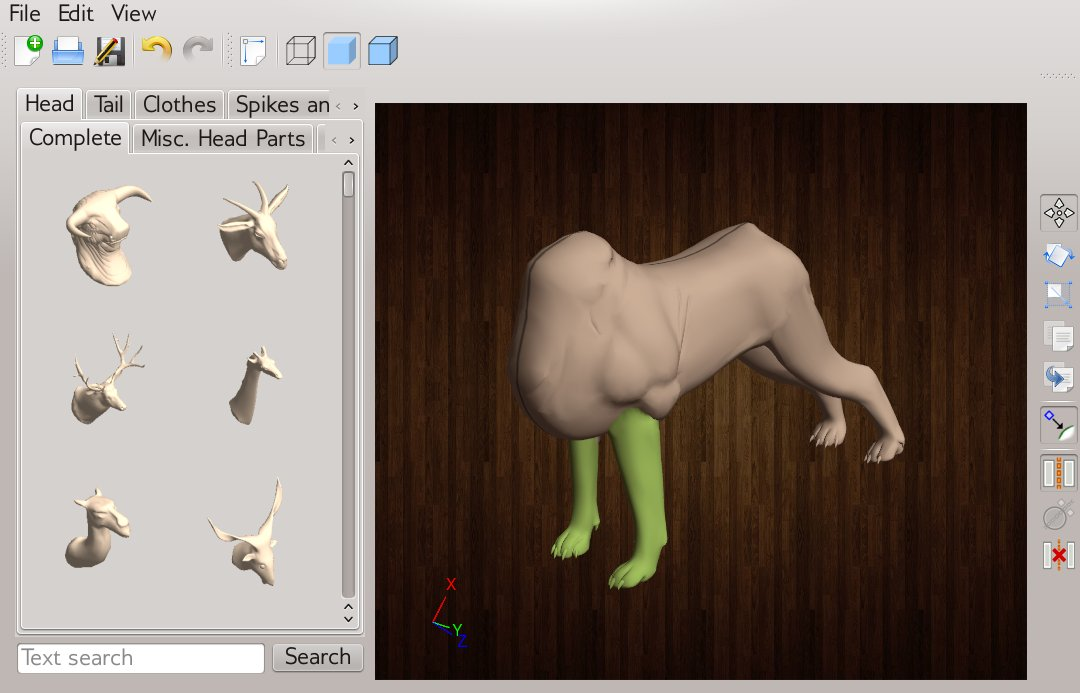 File Edit View
Head Tail Clothes Spikes an
Complete Misc. Head Parts
X
Y
Z
Text search Search